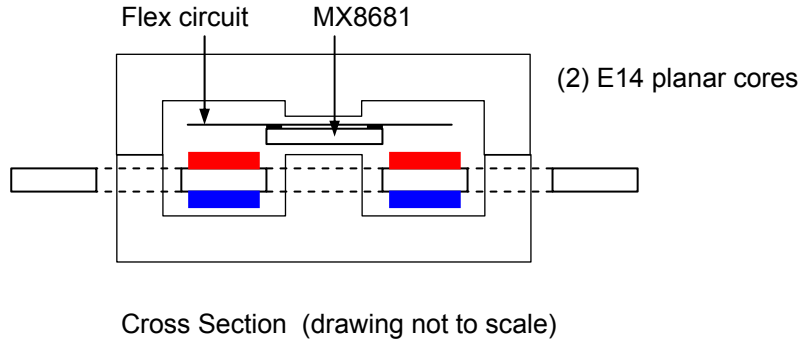 Flex circuit
MX8681
(2) E14 planar cores
Cross Section (drawing not to scale)